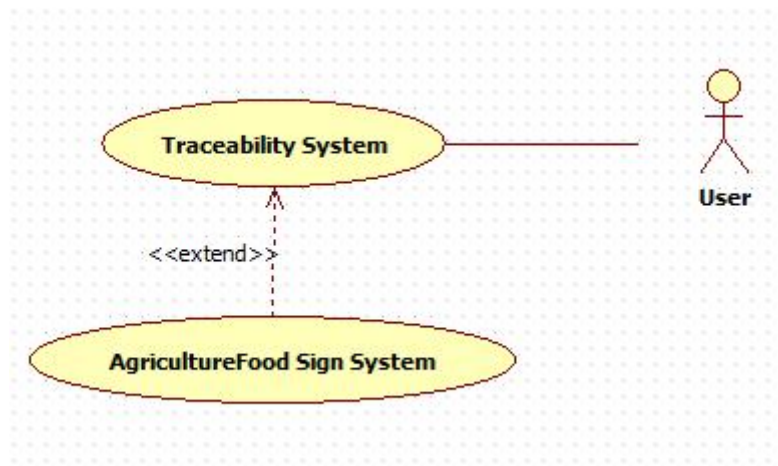 Traceability System
User
<<extend>>
AgricultureFood Sign System